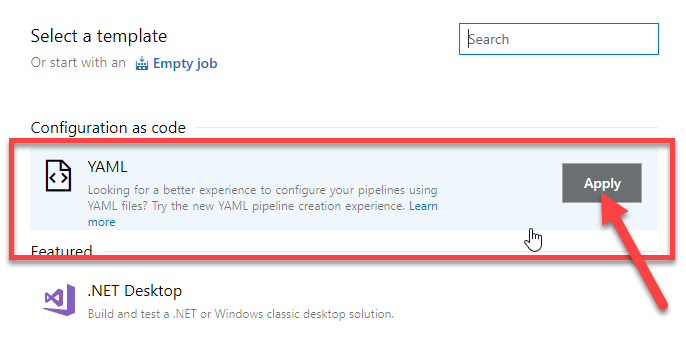 Select a template
Search
Or start with an Empty job
Configuration as code
YAML
Looking for a better experience to configure your pipelines using
YAML files? Try the new YAML pipeline creation experience. Learn
more
Apply
Featured
.NET Desktop
Build and test a .NET or Windows classic desktop solution.